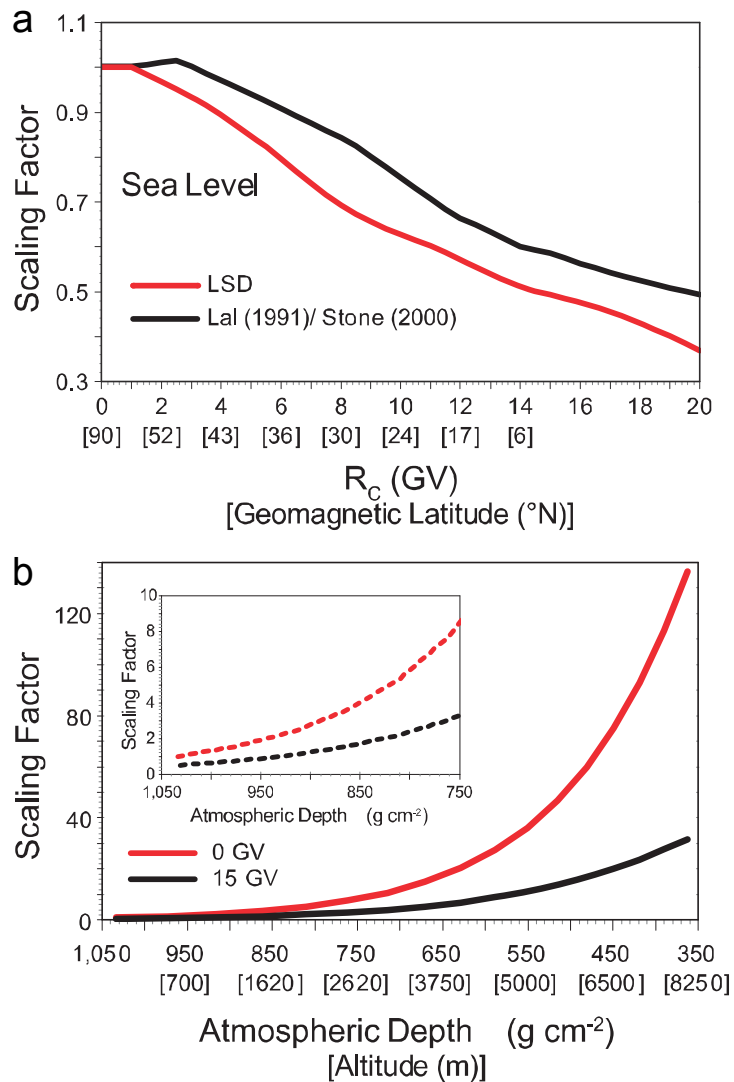 a
1.1
0.9
0.7
0.5
0.3
Scaling Factor
Sea Level
LSD
Lal (1991)/ Stone (2000)
0 2 4 6 8 10 12 14 16 18 20
[90] [52] [43] [36] [30] [24] [17] [6]
R_C (GV)
[Geomagnetic Latitude (°N)]
b
120
80
40
0
Scaling Factor
10
8
6
4
2
0
Scaling Factor
1,050 950 850 750
Atmospheric Depth (g cm⁻²)
0 GV
15 GV
1,050 950 850 750 650 550 450 350
[700] [1620] [2620] [3750] [5000] [6500] [8250]
Atmospheric Depth (g cm⁻²)
[Altitude (m)]